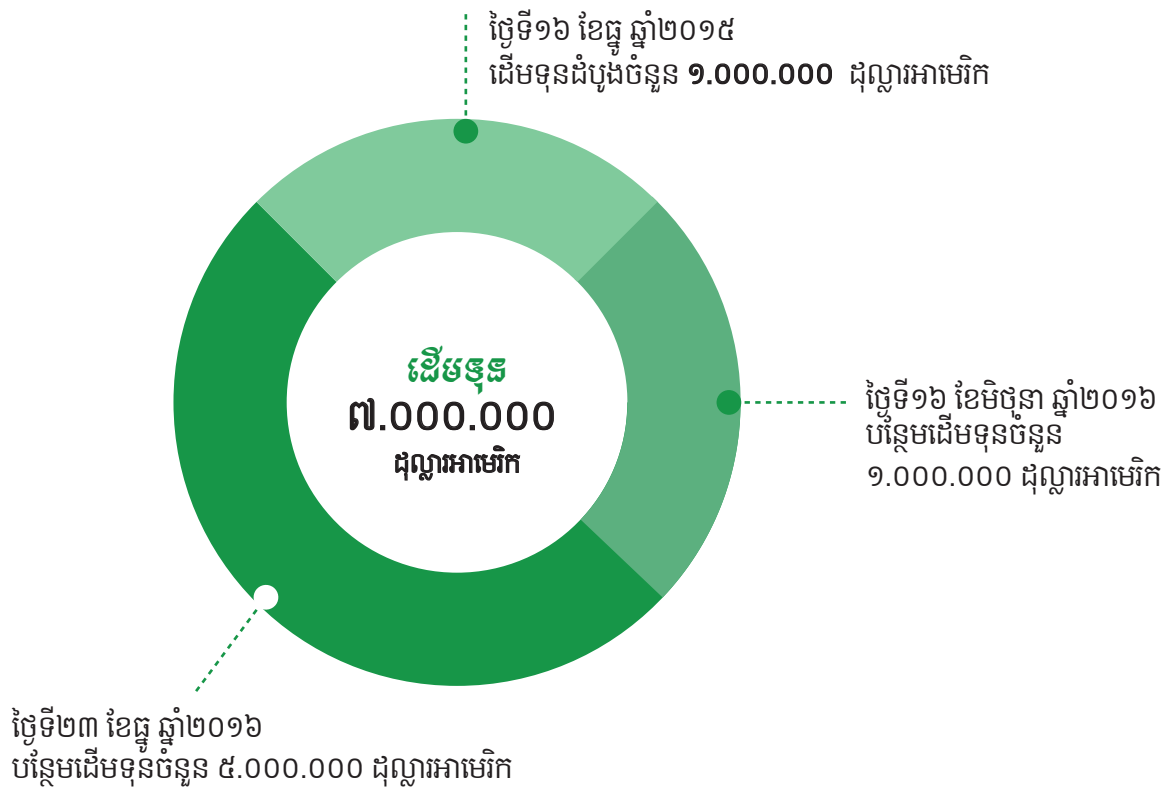 ថ្ងៃទី១៦ ខែធ្នូ ឆ្នាំ២០១៥
ដើមទុនដំបូងចំនួន ១.០០០.០០០ ដុល្លារអាមេរិក
ដើមទុន
៧.០០០.០០០
ដុល្លារអាមេរិក
ថ្ងៃទី១៦ ខែមិថុនា ឆ្នាំ២០១៦
បន្ថែមដើមទុនចំនួន
១.០០០.០០០ ដុល្លារអាមេរិក
ថ្ងៃទី២៣ ខែធ្នូ ឆ្នាំ២០១៦
បន្ថែមដើមទុនចំនួន ៥.០០០.០០០ ដុល្លារអាមេរិក